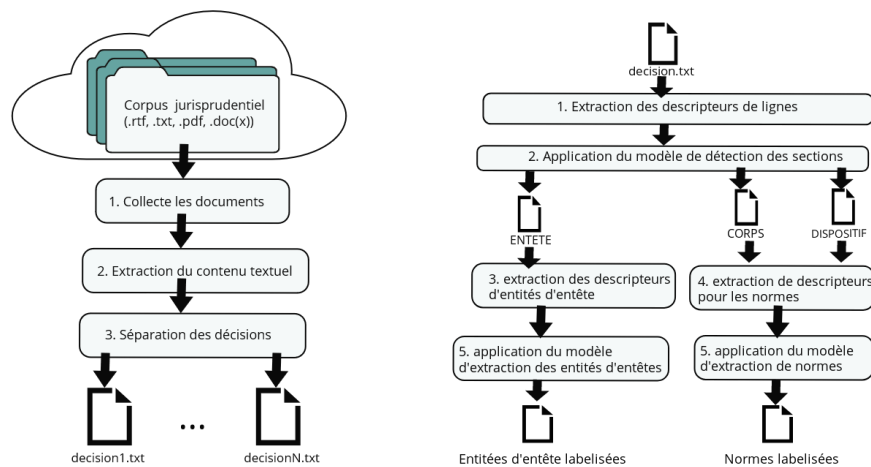 Corpus jurisprudentiel
(.rtf, .txt, .pdf, .doc(x))
1. Collecte les documents
2. Extraction du contenu textuel
3. Séparation des décisions
...
decision1.txt
decisionN.txt
decision.txt
1. Extraction des descripteurs de lignes
2. Application du modèle de détection des sections
ENTETE
CORPS
DISPOSITIF
3. extraction des descripteurs
d'entités d'entête
4. extraction de descripteurs
pour les normes
5. application du modèle
d'extraction des entités d'entêtes
5. application du modèle
d'extraction de normes
Entitées d'entête labelisées
Normes labelisées